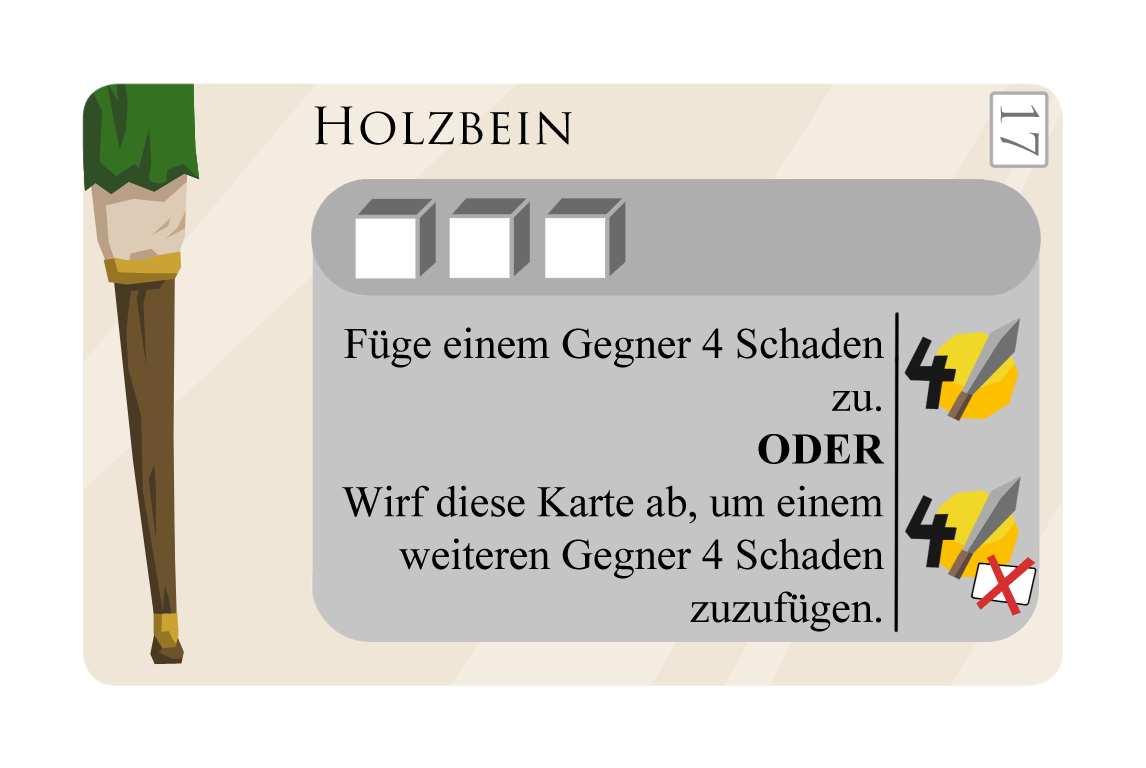 HOLZBEIN
17
Füge einem Gegner 4 Schaden
zu.
ODER
Wirf diese Karte ab, um einem
weiteren Gegner 4 Schaden
zuzufügen.
4
4